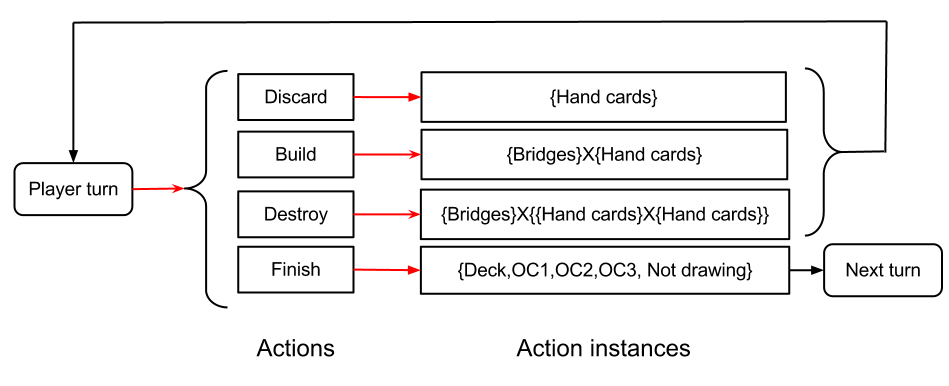 Discard
{Hand cards}
Build
{Bridges}X{Hand cards}
Player turn
Destroy
{Bridges}X{{Hand cards}X{Hand cards}}
Finish
{Deck,OC1,OC2,OC3, Not drawing}
Next turn
Actions
Action instances